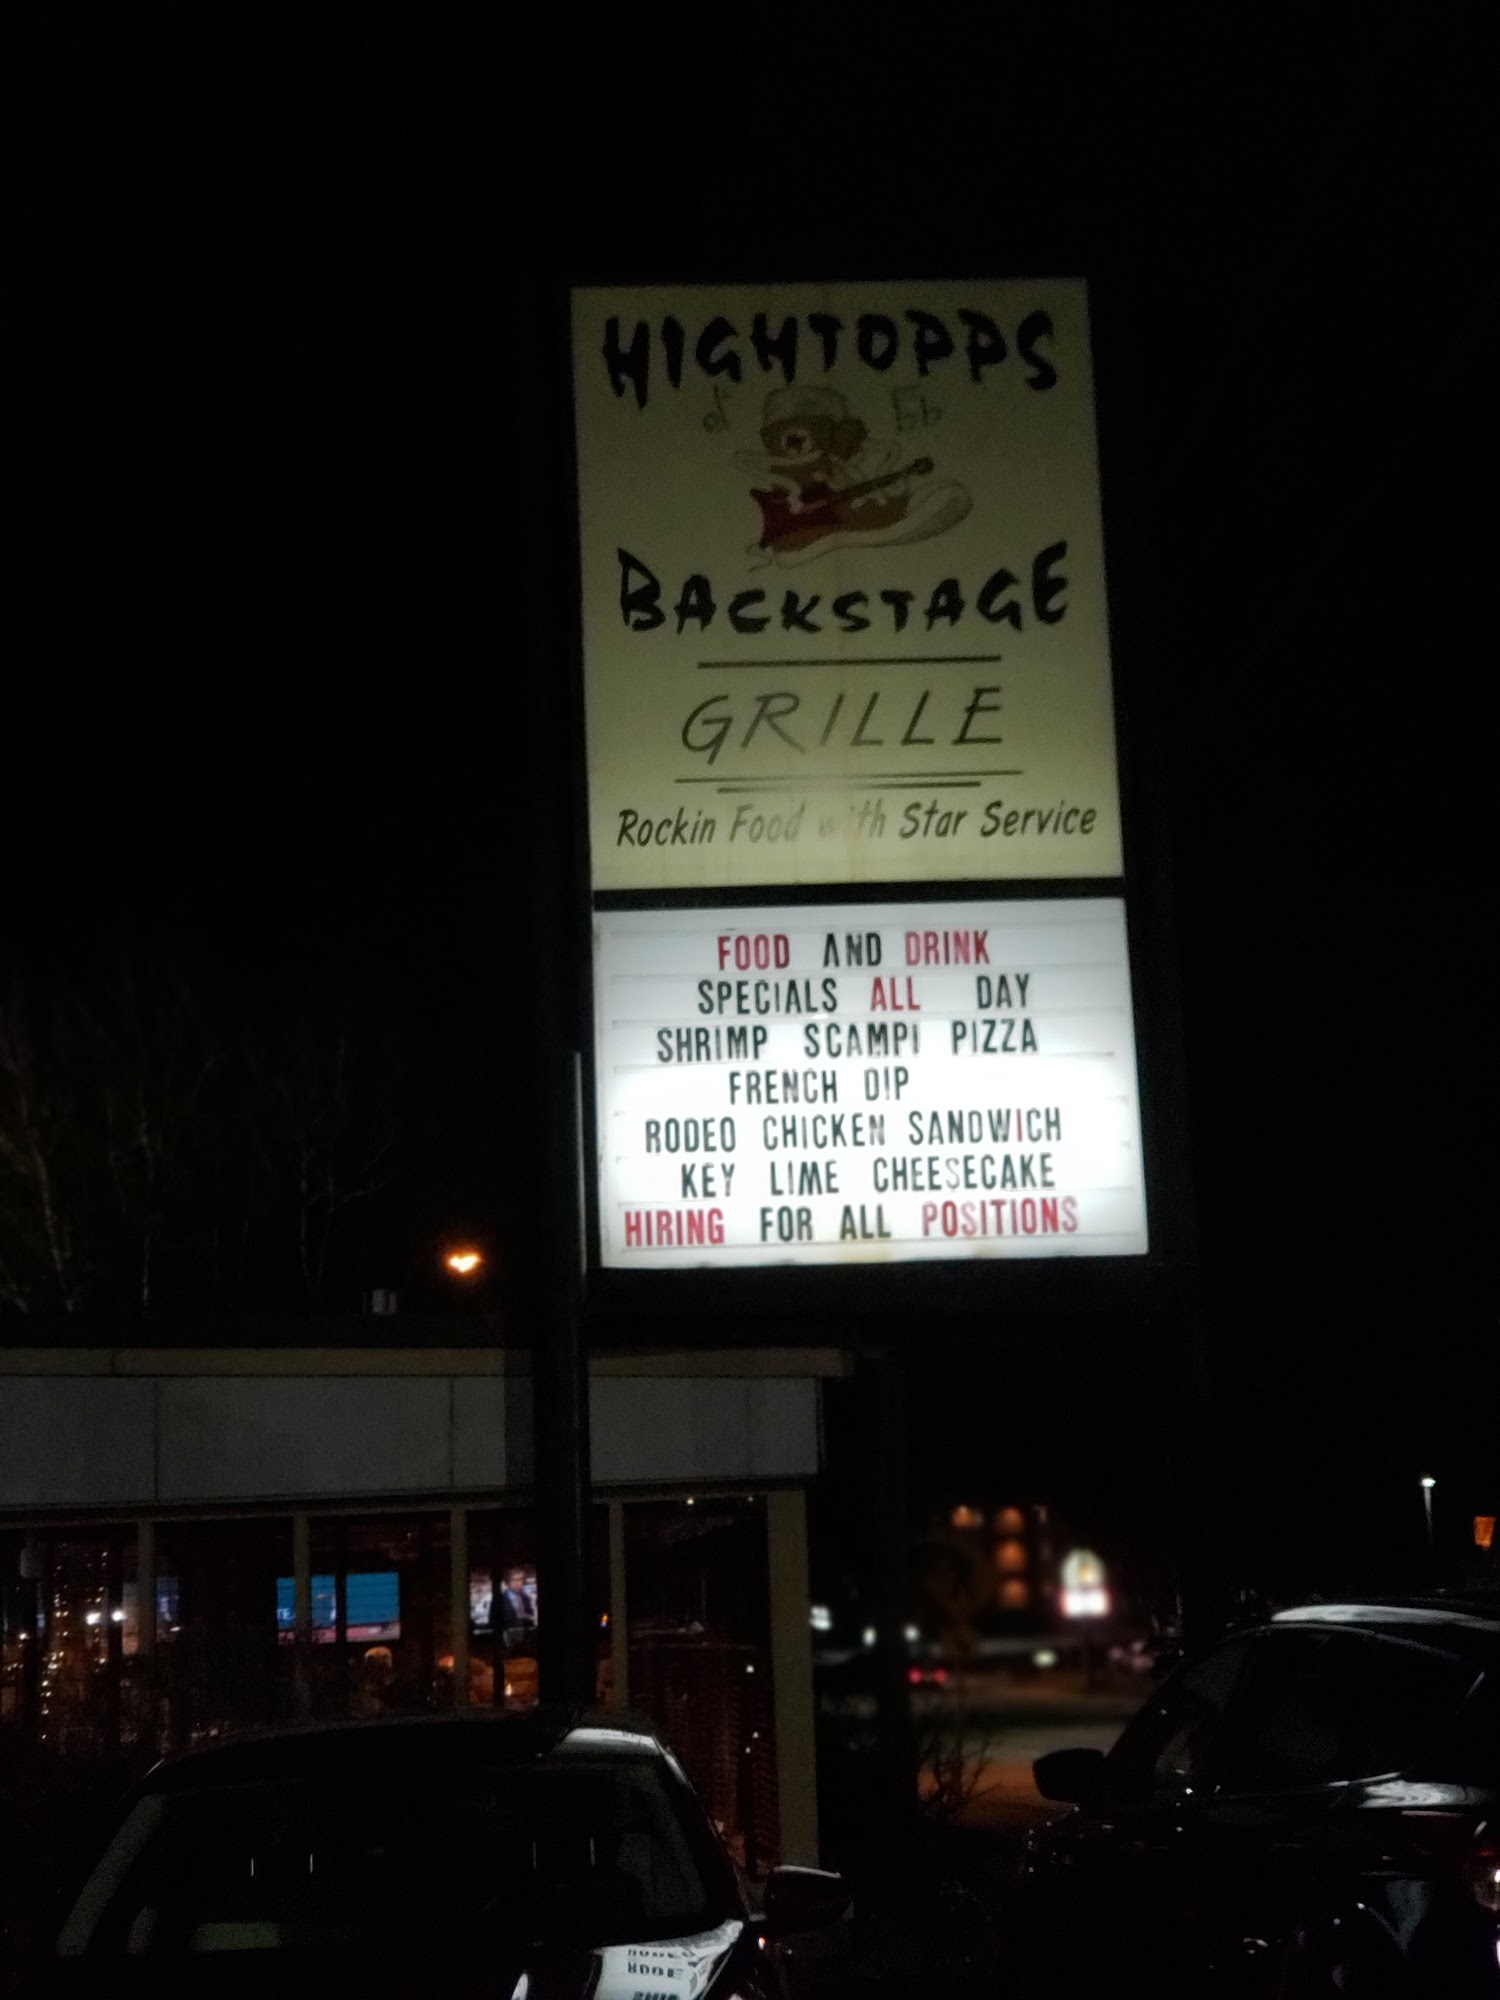 HIGHTOPPS
BACKSTAGE
GRILLE
Rockin Food with Star Service
FOOD AND DRINK
SPECIALS ALL DAY
SHRIMP SCAMPI PIZZA
FRENCH DIP
RODEO CHICKEN SANDWICH
KEY LIME CHEESECAKE
HIRING FOR ALL POSITIONS